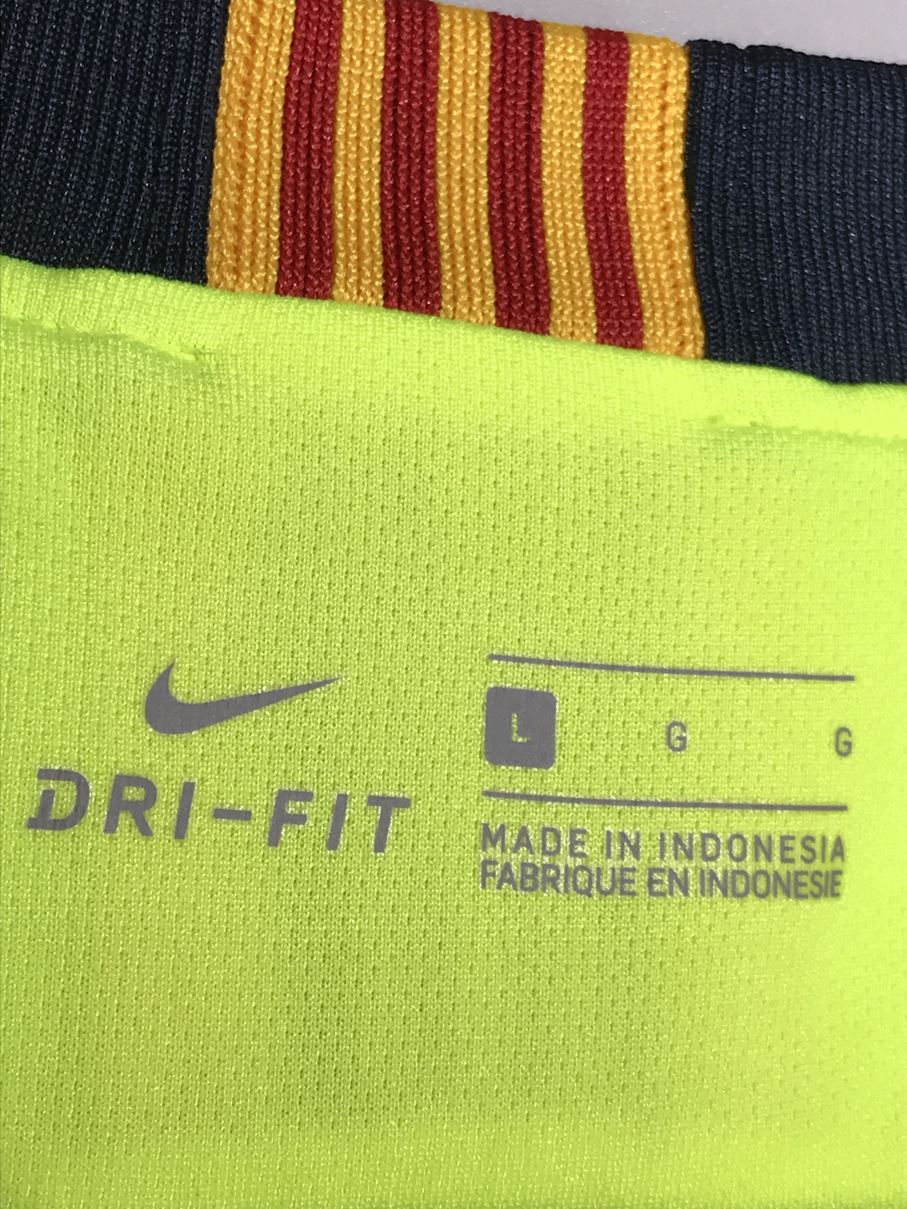 DRI-FIT
L G G
MADE IN INDONESIA
FABRIQUE EN INDONESIE